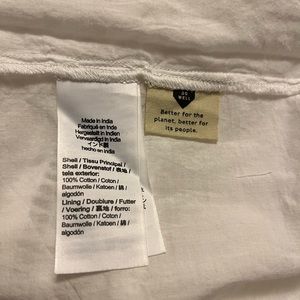 Made in India
Fabriqué en Inde
Hergestellt in Indien
Vervaardigd in India
インド製
hecho en India
Shell / Tissu Principal /
Shell / Bovenstof / 表地 /
tela exterior:
100% Cotton / Coton /
Baumwolle / Katoen / 綿 /
algodón
Lining / Doublure / Futter
/ Voering / 裏地 / forro:
100% Cotton / Coton /
Baumwolle / Katoen / 綿 /
algodón
DO
WELL
Better for the
planet, better for
its people.